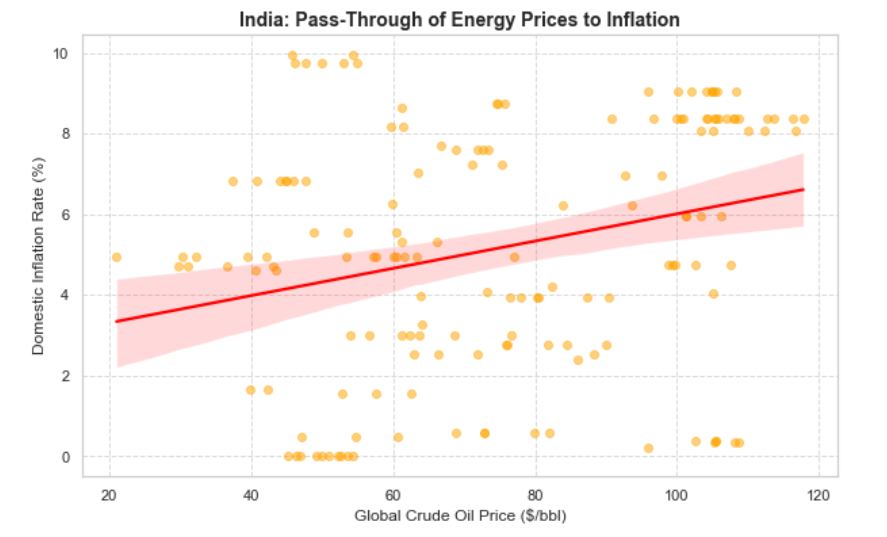 India: Pass-Through of Energy Prices to Inflation
10
8
6
4
2
0
Domestic Inflation Rate (%)
20 40 60 80 100 120
Global Crude Oil Price ($/bbl)